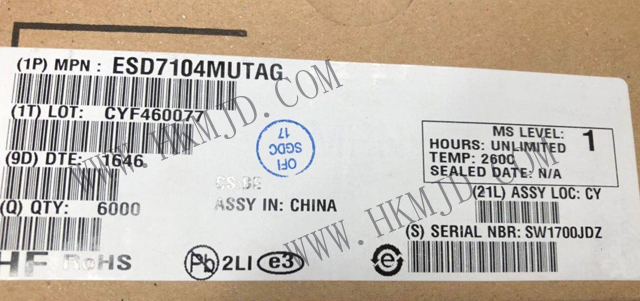 (1P) MPN : ESD7104MUTAG
(1T) LOT: CYF460077
(9D) DTE: 1646
(Q) QTY: 6000
HF RoHS
OFI
SGDC
17
ASSY IN: CHINA
Pb 2LI e3
MS LEVEL: 1
HOURS: UNLIMITED
TEMP: 260C
SEALED DATE: N/A
(21L) ASSY LOC: CY
(S) SERIAL NBR: SW1700JDZ
e
WWW.HKMJD.COM
WWW.HKMJD.COM